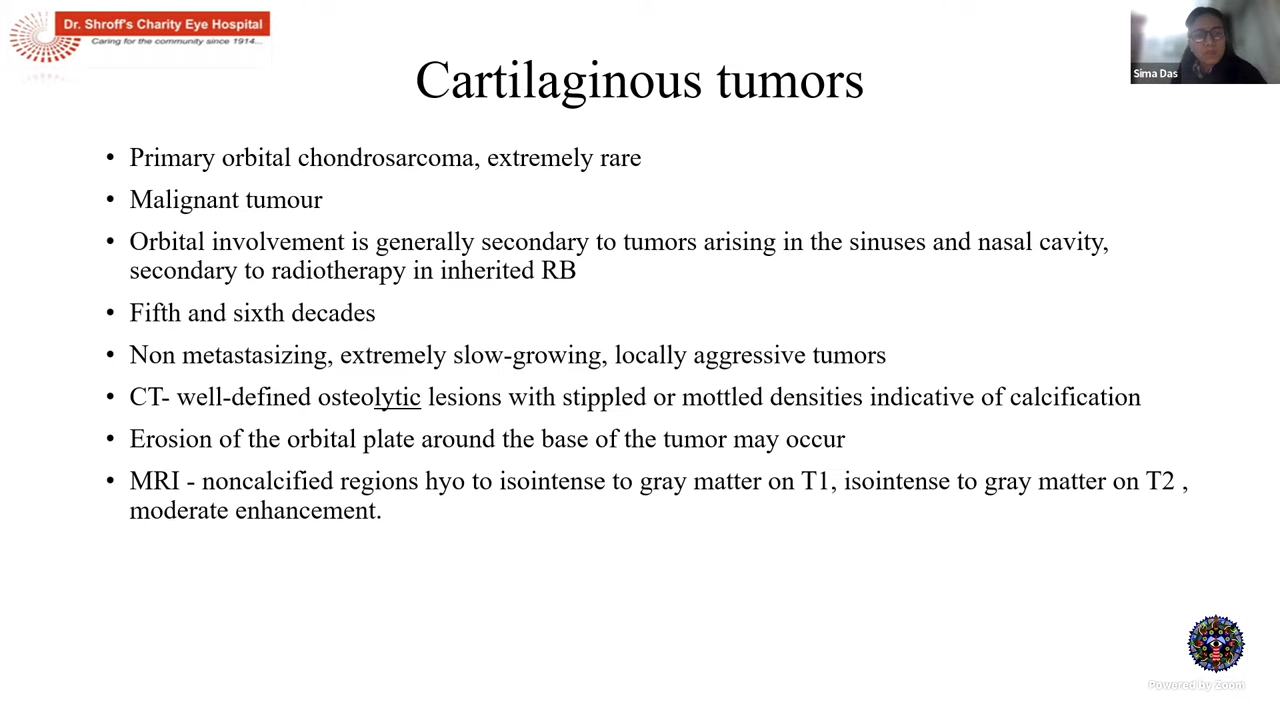 Dr. Shroff's Charity Eye Hospital
Caring for the community since 1914...
Sima Das
Cartilaginous tumors
• Primary orbital chondrosarcoma, extremely rare
• Malignant tumour
• Orbital involvement is generally secondary to tumors arising in the sinuses and nasal cavity,
secondary to radiotherapy in inherited RB
• Fifth and sixth decades
• Non metastasizing, extremely slow-growing, locally aggressive tumors
• CT- well-defined osteolytic lesions with stippled or mottled densities indicative of calcification
• Erosion of the orbital plate around the base of the tumor may occur
• MRI - noncalcified regions hyo to isointense to gray matter on T1, isointense to gray matter on T2 ,
moderate enhancement.
Powered by Zoom